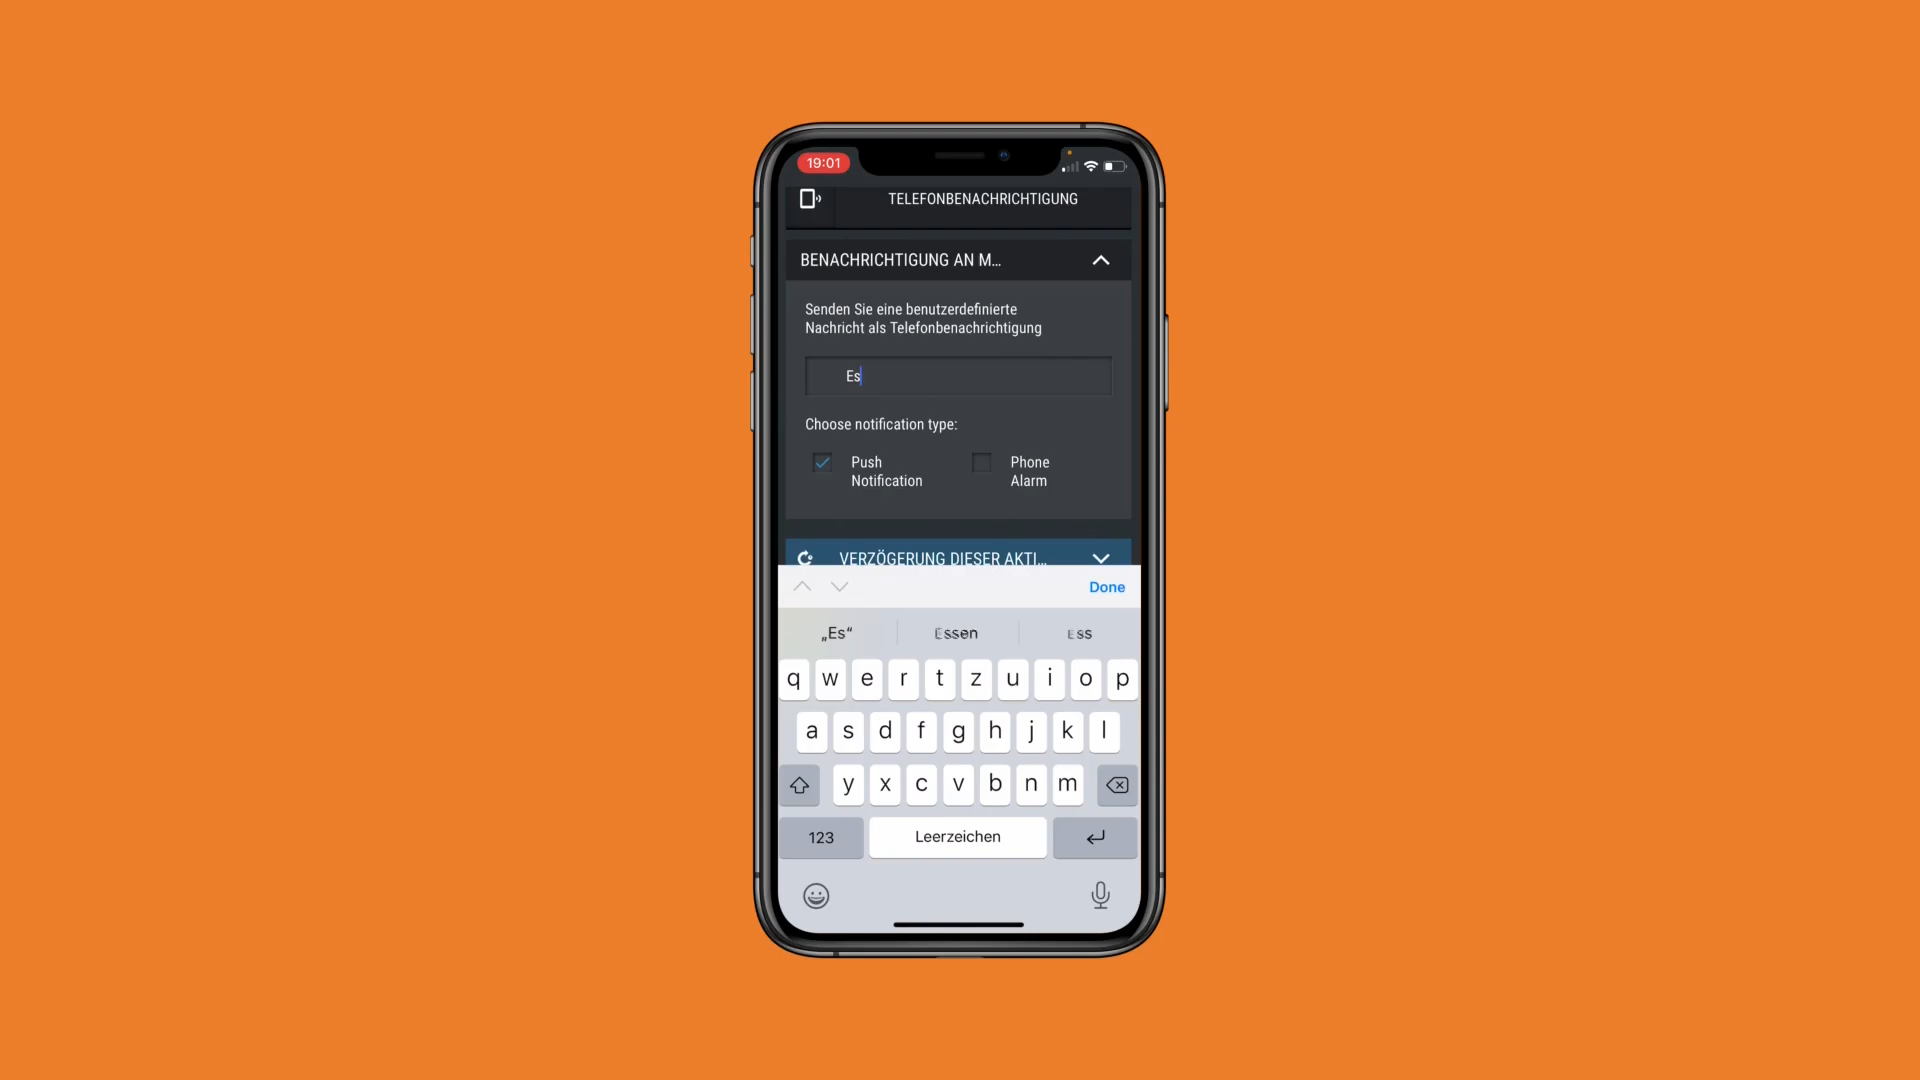 19:01
TELEFONBENACHRICHTIGUNG
BENACHRICHTIGUNG AN M...
Senden Sie eine benutzerdefinierte
Nachricht als Telefonbenachrichtigung
Es
Choose notification type:
Push
Notification
Phone
Alarm
VERZÖGERUNG DIESER AKTI...
Done
„Es“ Essen Ess
q w e r t z u i o p
a s d f g h j k l
y x c v b n m
123 Leerzeichen